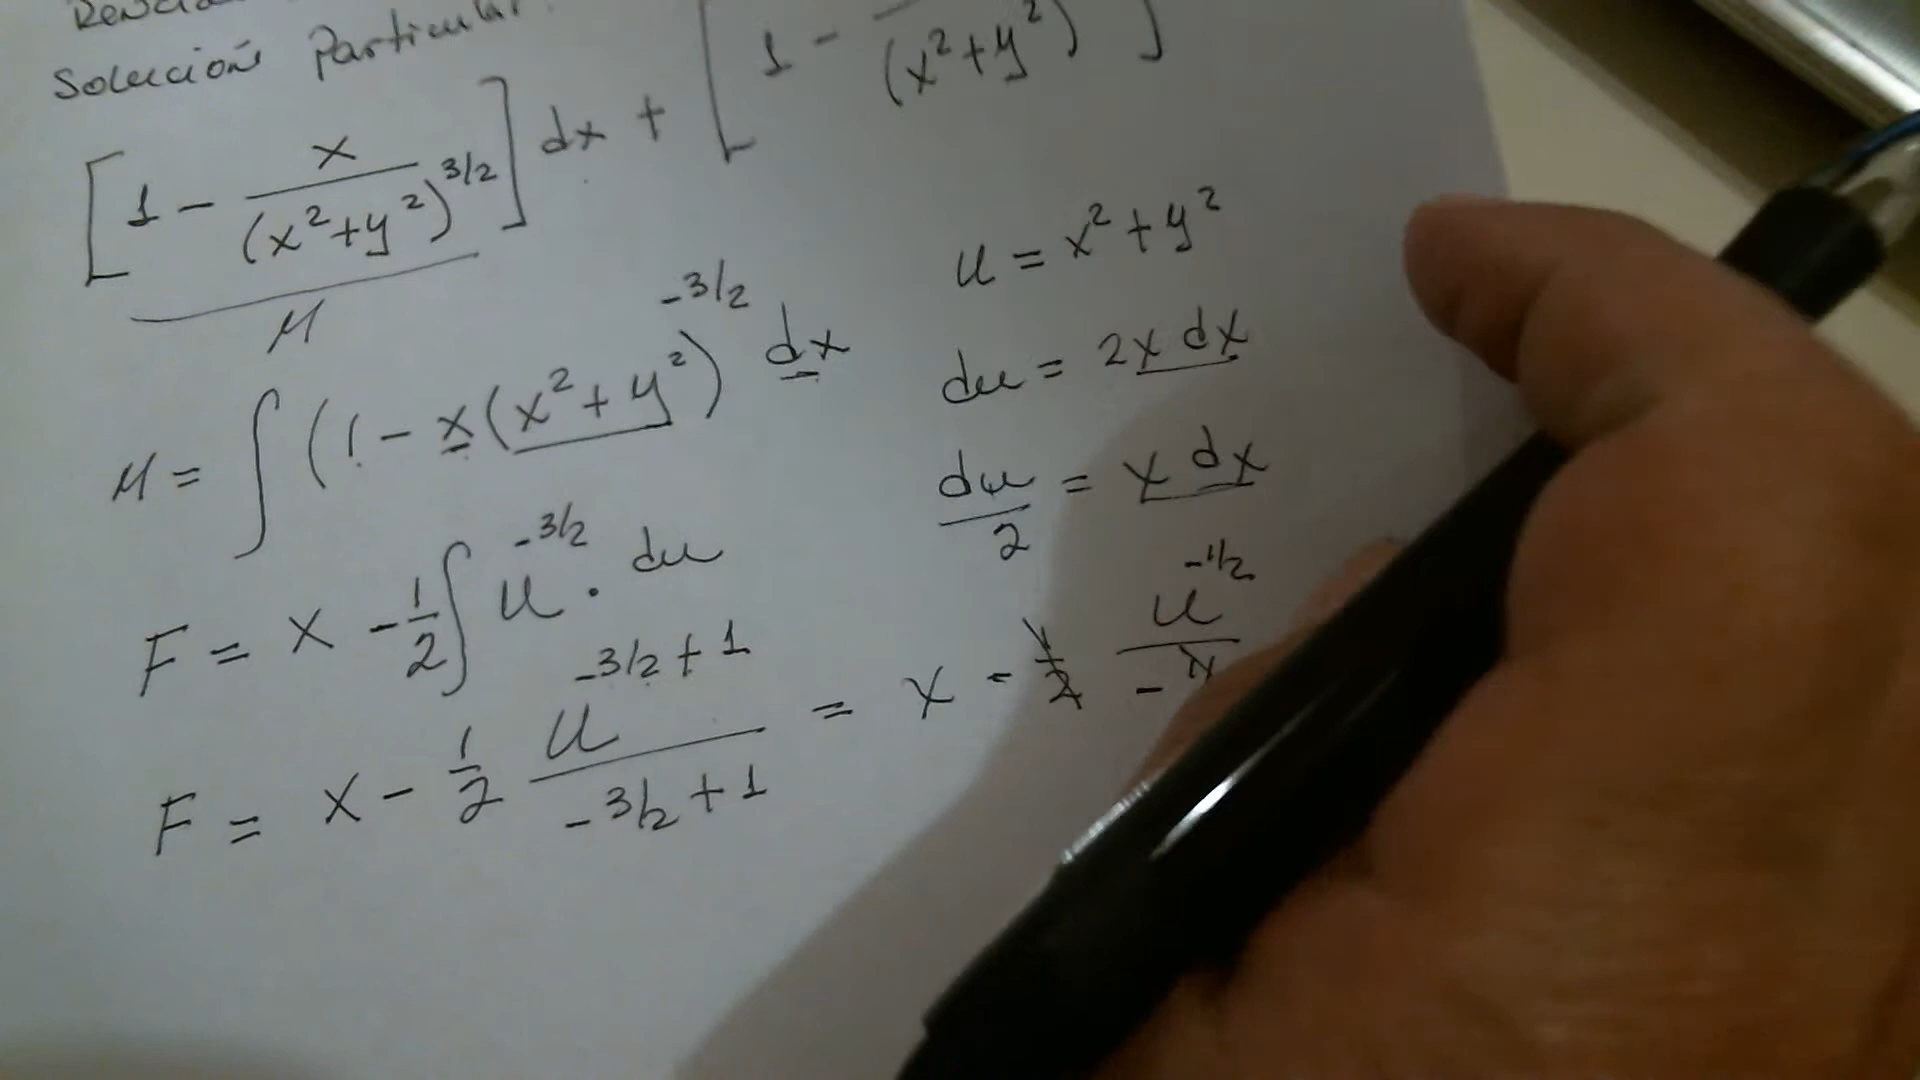 Solución Particular.
[1 - x/(x²+y²)^3/2] dx + [1 - /(x²+y²) ]
M
u = x²+y²
M = ∫ (1 - x(x²+y²)^-3/2 dx
du = 2x dx
du/2 = x dx
F = x - 1/2 ∫ u^-3/2 · du
F = x - 1/2 u^-3/2+1 / -3/2+1 = x - 1/2 u^-1/2 / -